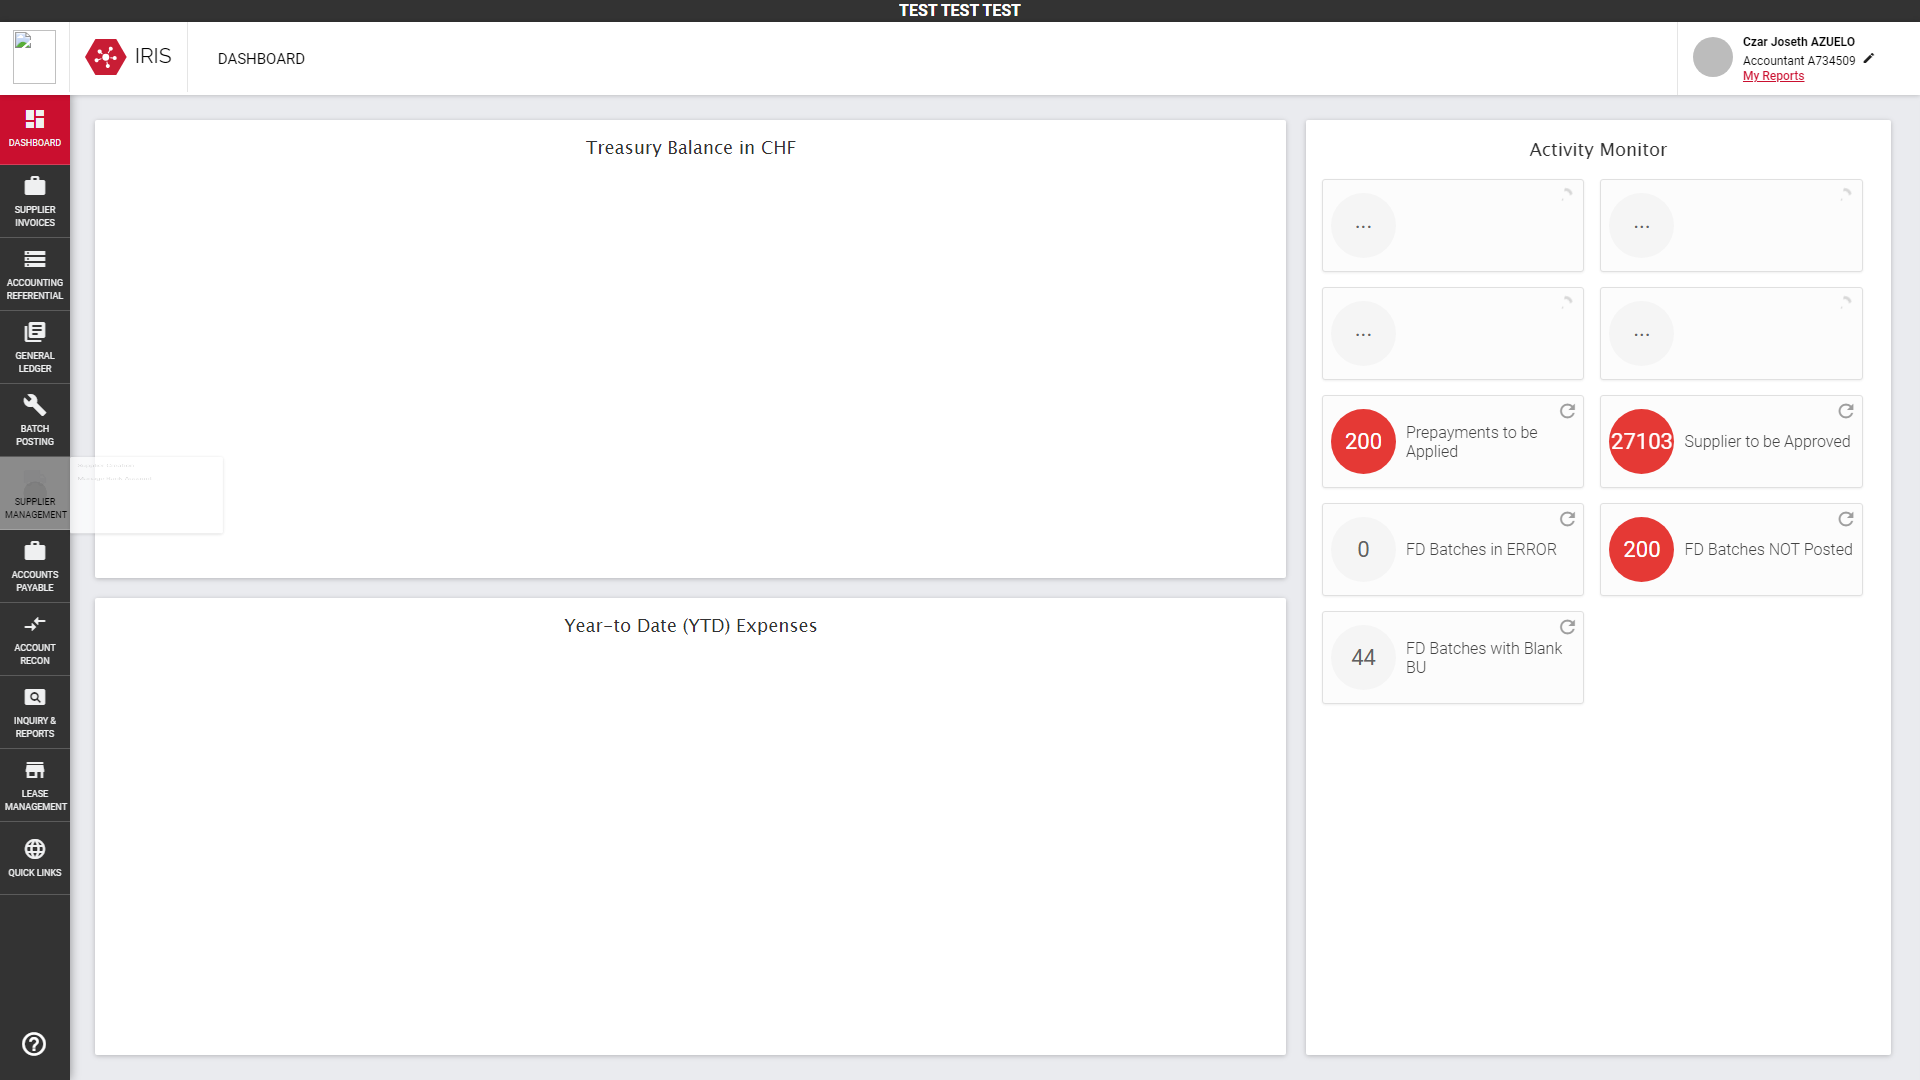 TEST TEST TEST
IRIS
DASHBOARD
Czar Joseth AZUELO
Accountant A734509
My Reports
DASHBOARD
SUPPLIER
INVOICES
ACCOUNTING
REFERENTIAL
GENERAL
LEDGER
BATCH
POSTING
SUPPLIER
MANAGEMENT
ACCOUNTS
PAYABLE
ACCOUNT
RECON
INQUIRY &
REPORTS
LEASE
MANAGEMENT
QUICK LINKS
Treasury Balance in CHF
Year-to Date (YTD) Expenses
Activity Monitor
...
...
...
...
200
Prepayments to be
Applied
27103
Supplier to be Approved
0
FD Batches in ERROR
200
FD Batches NOT Posted
44
FD Batches with Blank
BU